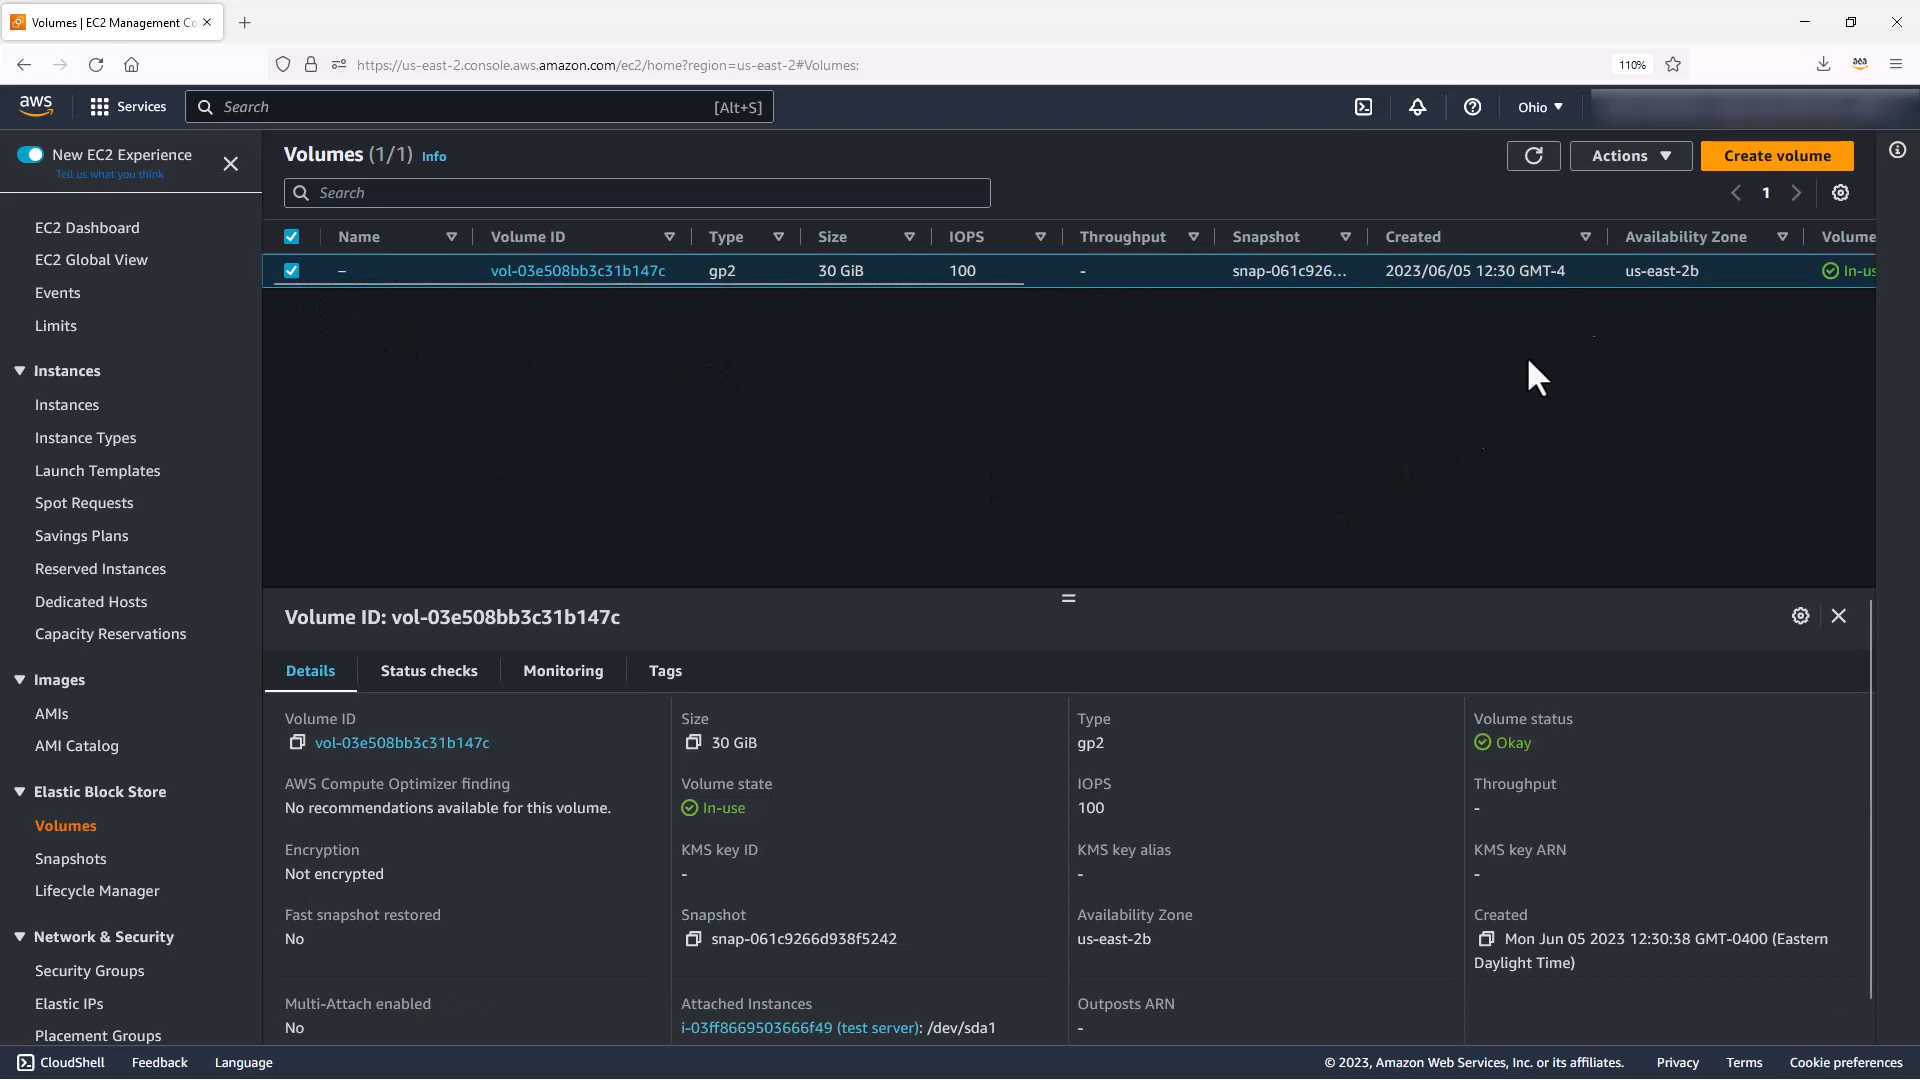 Volumes | EC2 Management Co
https://us-east-2.console.aws.amazon.com/ec2/home?region=us-east-2#Volumes:
110%
aws
Services
Search
[Alt+S]
Ohio
New EC2 Experience
Tell us what you think
EC2 Dashboard
EC2 Global View
Events
Limits
Instances
Instances
Instance Types
Launch Templates
Spot Requests
Savings Plans
Reserved Instances
Dedicated Hosts
Capacity Reservations
Images
AMIs
AMI Catalog
Elastic Block Store
Volumes
Snapshots
Lifecycle Manager
Network & Security
Security Groups
Elastic IPs
Placement Groups
Volumes (1/1) Info
Actions
Create volume
Search
1
Name Volume ID Type Size IOPS Throughput Snapshot Created Availability Zone Volume
– vol-03e508bb3c31b147c gp2 30 GiB 100 - snap-061c926... 2023/06/05 12:30 GMT-4 us-east-2b In-us
Volume ID: vol-03e508bb3c31b147c
Details Status checks Monitoring Tags
Volume ID Size Type Volume status
vol-03e508bb3c31b147c 30 GiB gp2 Okay
AWS Compute Optimizer finding Volume state IOPS Throughput
No recommendations available for this volume. In-use 100 -
Encryption KMS key ID KMS key alias KMS key ARN
Not encrypted - - -
Fast snapshot restored Snapshot Availability Zone Created
No snap-061c9266d938f5242 us-east-2b Mon Jun 05 2023 12:30:38 GMT-0400 (Eastern
Daylight Time)
Multi-Attach enabled Attached Instances Outposts ARN
No i-03ff8669503666f49 (test server): /dev/sda1 -
CloudShell Feedback Language © 2023, Amazon Web Services, Inc. or its affiliates. Privacy Terms Cookie preferences